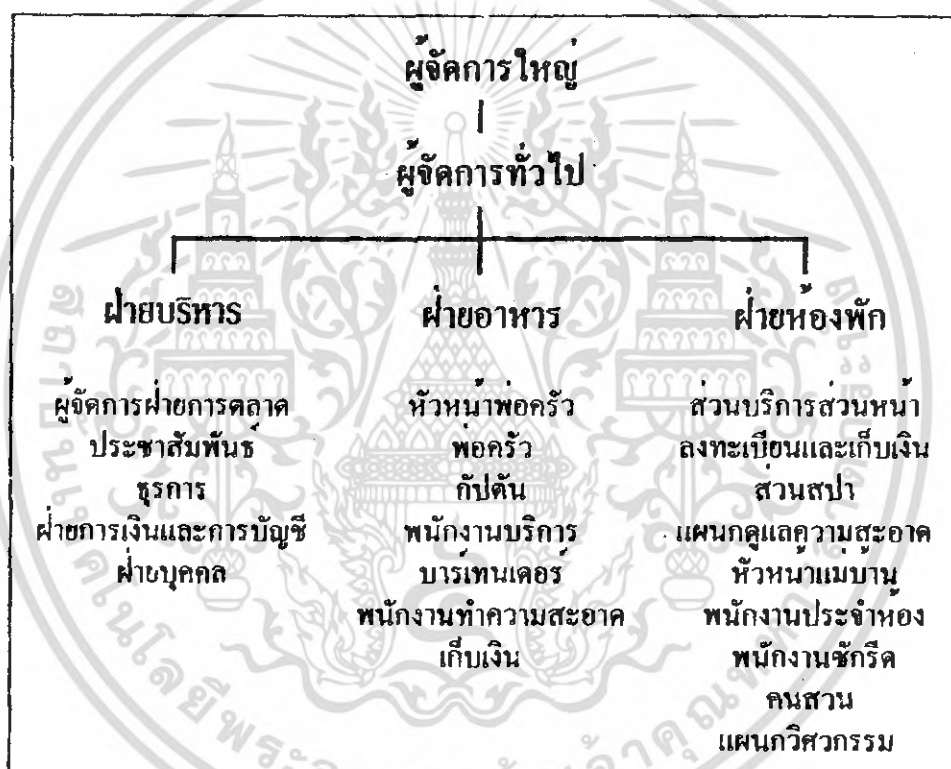 ผู้จัดการใหญ่
ผู้จัดการทั่วไป
ฝ่ายบริหาร
ผู้จัดการฝ่ายการตลาด
ประชาสัมพันธ์
ธุรการ
ฝ่ายการเงินและการบัญชี
ฝ่ายบุคคล
ฝ่ายอาหาร
หัวหน้าพ่อครัว
พ่อครัว
กัปตัน
พนักงานบริการ
บาร์เทนเดอร์
พนักงานทำความสะอาด
เก็บเงิน
ฝ่ายห้องพัก
ส่วนบริการส่วนหน้า
ลงทะเบียนและเก็บเงิน
ส่วนสปา
แผนกดูแลความสะอาด
หัวหน้าแม่บ้าน
พนักงานประจำห้อง
พนักงานซักรีด
คนสวน
แผนกวิศวกรรม